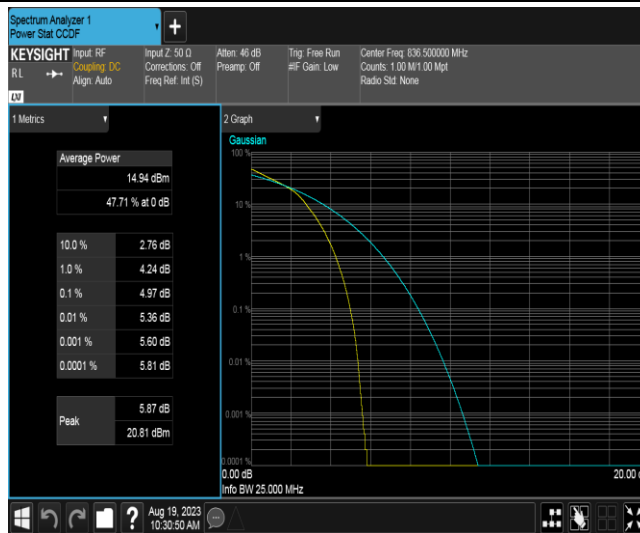 Spectrum Analyzer 1
Power Stat CCDF
+
KEYSIGHT
RL
LXI
Input: RF
Coupling: DC
Align: Auto
Input Z: 50 Ω
Corrections: Off
Freq Ref: Int (S)
Atten: 46 dB
Preamp: Off
Trig: Free Run
#IF Gain: Low
Center Freq: 836.500000 MHz
Counts: 1.00 M/1.00 Mpt
Radio Std: None
1 Metrics
Average Power
14.94 dBm
47.71 % at 0 dB
10.0 % 2.76 dB
1.0 % 4.24 dB
0.1 % 4.97 dB
0.01 % 5.36 dB
0.001 % 5.60 dB
0.0001 % 5.81 dB
Peak
5.87 dB
20.81 dBm
2 Graph
Gaussian
100 %
10 %
1 %
0.1 %
0.01 %
0.001 %
0.0001 %
0.00 dB
20.00
Info BW 25.000 MHz
?
Aug 19, 2023
10:30:50 AM